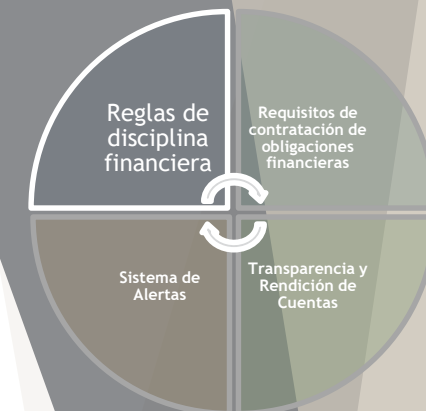 Reglas de
disciplina
financiera
Requisitos de
contratación de
obligaciones
financieras
Sistema de
Alertas
Transparencia y
Rendición de
Cuentas